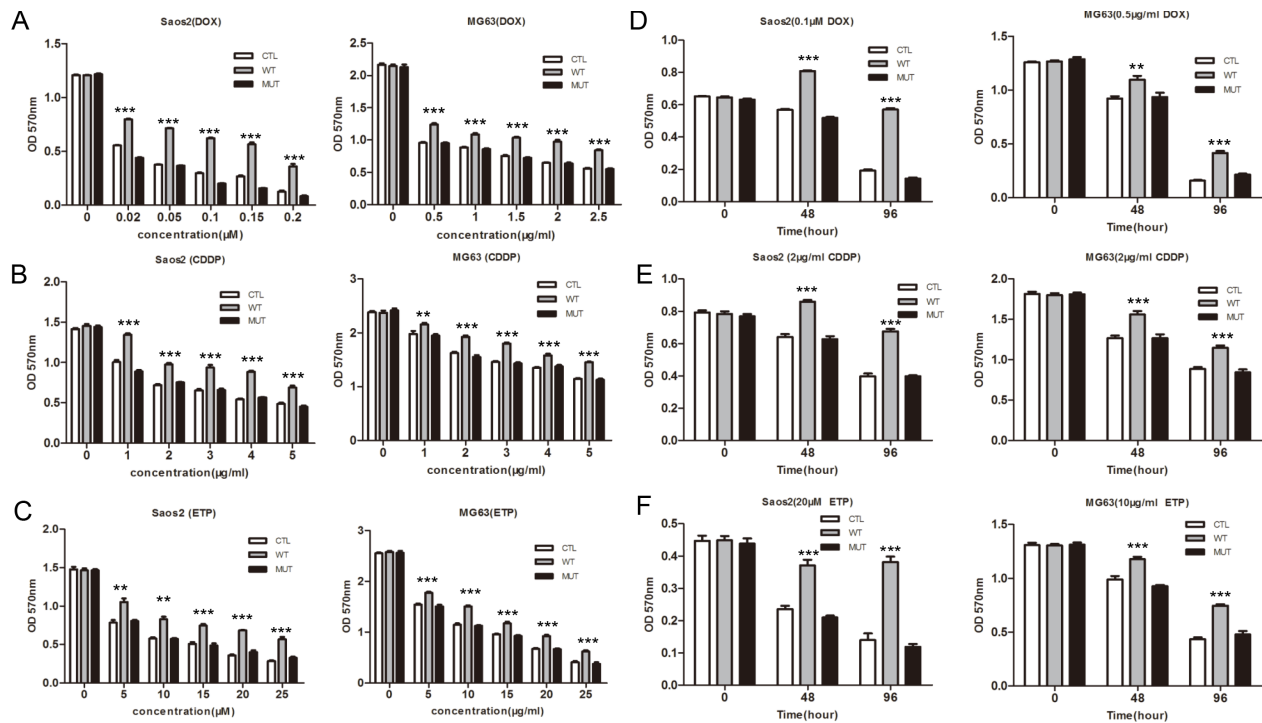 A
Saos2(DOX)
OD 570nm
1.5
1.0
0.5
0.0
CTL
WT
MUT
***
***
***
***
***
0
0.02
0.05
0.1
0.15
0.2
concentration(µM)
MG63(DOX)
OD 570nm
2.5
2.0
1.5
1.0
0.5
0.0
CTL
WT
MUT
***
***
***
***
***
0
0.5
1
1.5
2
2.5
concentration(µg/ml)
D
Saos2(0.1µM DOX)
OD 570nm
0.8
0.6
0.4
0.2
0.0
CTL
WT
MUT
***
***
0
48
96
Time(hour)
MG63(0.5µg/ml DOX)
OD 570nm
1.5
1.0
0.5
0.0
CTL
WT
MUT
**
***
0
48
96
Time(hour)
B
Saos2 (CDDP)
OD 570nm
2.0
1.5
1.0
0.5
0.0
CTL
WT
MUT
***
***
***
***
***
0
1
2
3
4
5
concentration(µg/ml)
MG63 (CDDP)
OD 570nm
3
2
1
0
CTL
WT
MUT
**
***
***
***
***
0
1
2
3
4
5
concentration(µg/ml)
E
Saos2 (2µg/ml CDDP)
OD 570nm
1.0
0.8
0.6
0.4
0.2
0.0
CTL
WT
MUT
***
***
0
48
96
Time(hour)
MG63(2µg/ml CDDP)
OD 570nm
2.0
1.5
1.0
0.5
0.0
CTL
WT
MUT
***
***
0
48
96
Time(hour)
C
Saos2 (ETP)
OD 570nm
2.0
1.5
1.0
0.5
0.0
CTL
WT
MUT
**
**
***
***
***
0
5
10
15
20
25
concentration(µM)
MG63(ETP)
OD 570nm
3
2
1
0
CTL
WT
MUT
***
***
***
***
***
0
5
10
15
20
25
concentration(µg/ml)
F
Saos2(20µM ETP)
OD 570nm
0.5
0.4
0.3
0.2
0.1
0.0
CTL
WT
MUT
***
***
0
48
96
Time(hour)
MG63(10µg/ml ETP)
OD 570nm
1.5
1.0
0.5
0.0
CTL
WT
MUT
***
***
0
48
96
Time(hour)